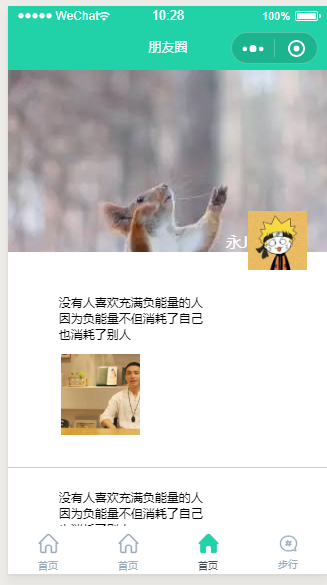 WeChat
10:28
100%
朋友圈
没有人喜欢充满负能量的人
因为负能量不但消耗了自己
也消耗了别人
没有人喜欢充满负能量的人
因为负能量不但消耗了自己
首页
首页
首页
步行